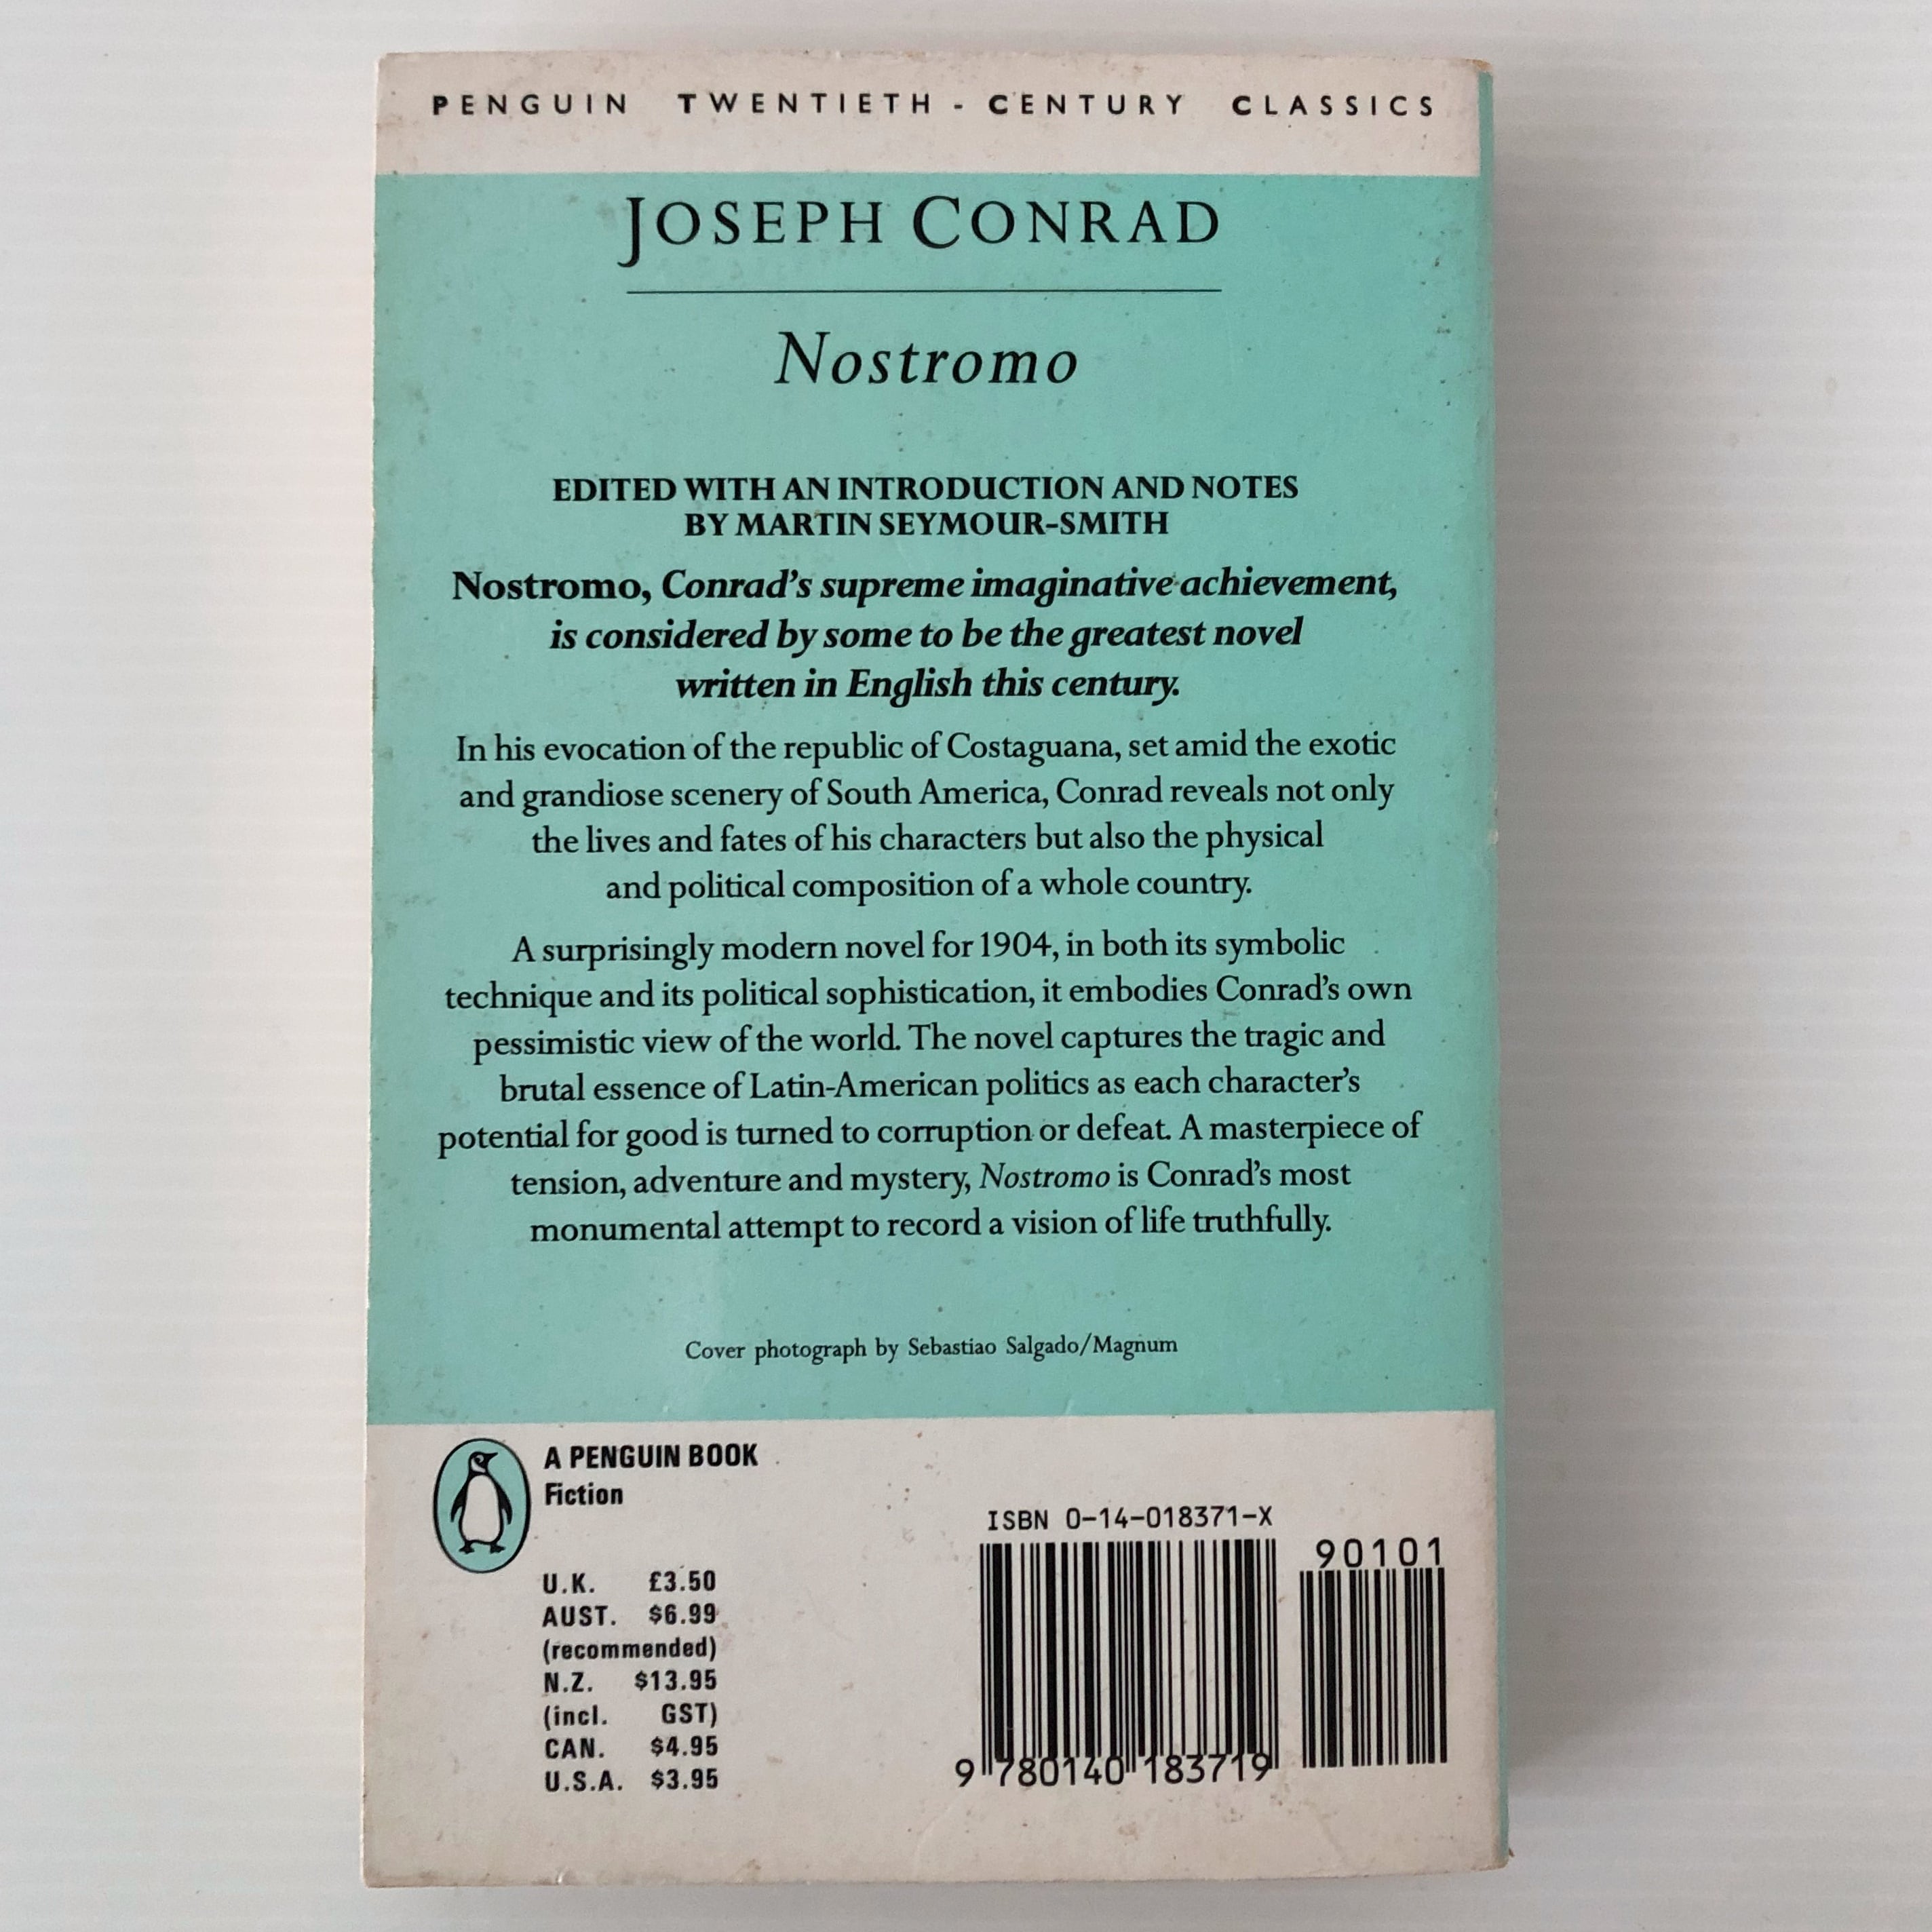 PENGUIN TWENTIETH-CENTURY CLASSICS
JOSEPH CONRAD
Nostromo
EDITED WITH AN INTRODUCTION AND NOTES
BY MARTIN SEYMOUR-SMITH
Nostromo, Conrad's supreme imaginative achievement,
is considered by some to be the greatest novel
written in English this century.
In his evocation of the republic of Costaguana, set amid the exotic
and grandiose scenery of South America, Conrad reveals not only
the lives and fates of his characters but also the physical
and political composition of a whole country.
A surprisingly modern novel for 1904, in both its symbolic
technique and its political sophistication, it embodies Conrad's own
pessimistic view of the world. The novel captures the tragic and
brutal essence of Latin-American politics as each character's
potential for good is turned to corruption or defeat. A masterpiece of
tension, adventure and mystery, Nostromo is Conrad's most
monumental attempt to record a vision of life truthfully.
Cover photograph by Sebastiao Salgado/Magnum
A PENGUIN BOOK
Fiction
U.K. £3.50
AUST. $6.99
(recommended)
N.Z. $13.95
(incl. GST)
CAN. $4.95
U.S.A. $3.95
ISBN 0-14-018371-X
90101
9 780140 183719